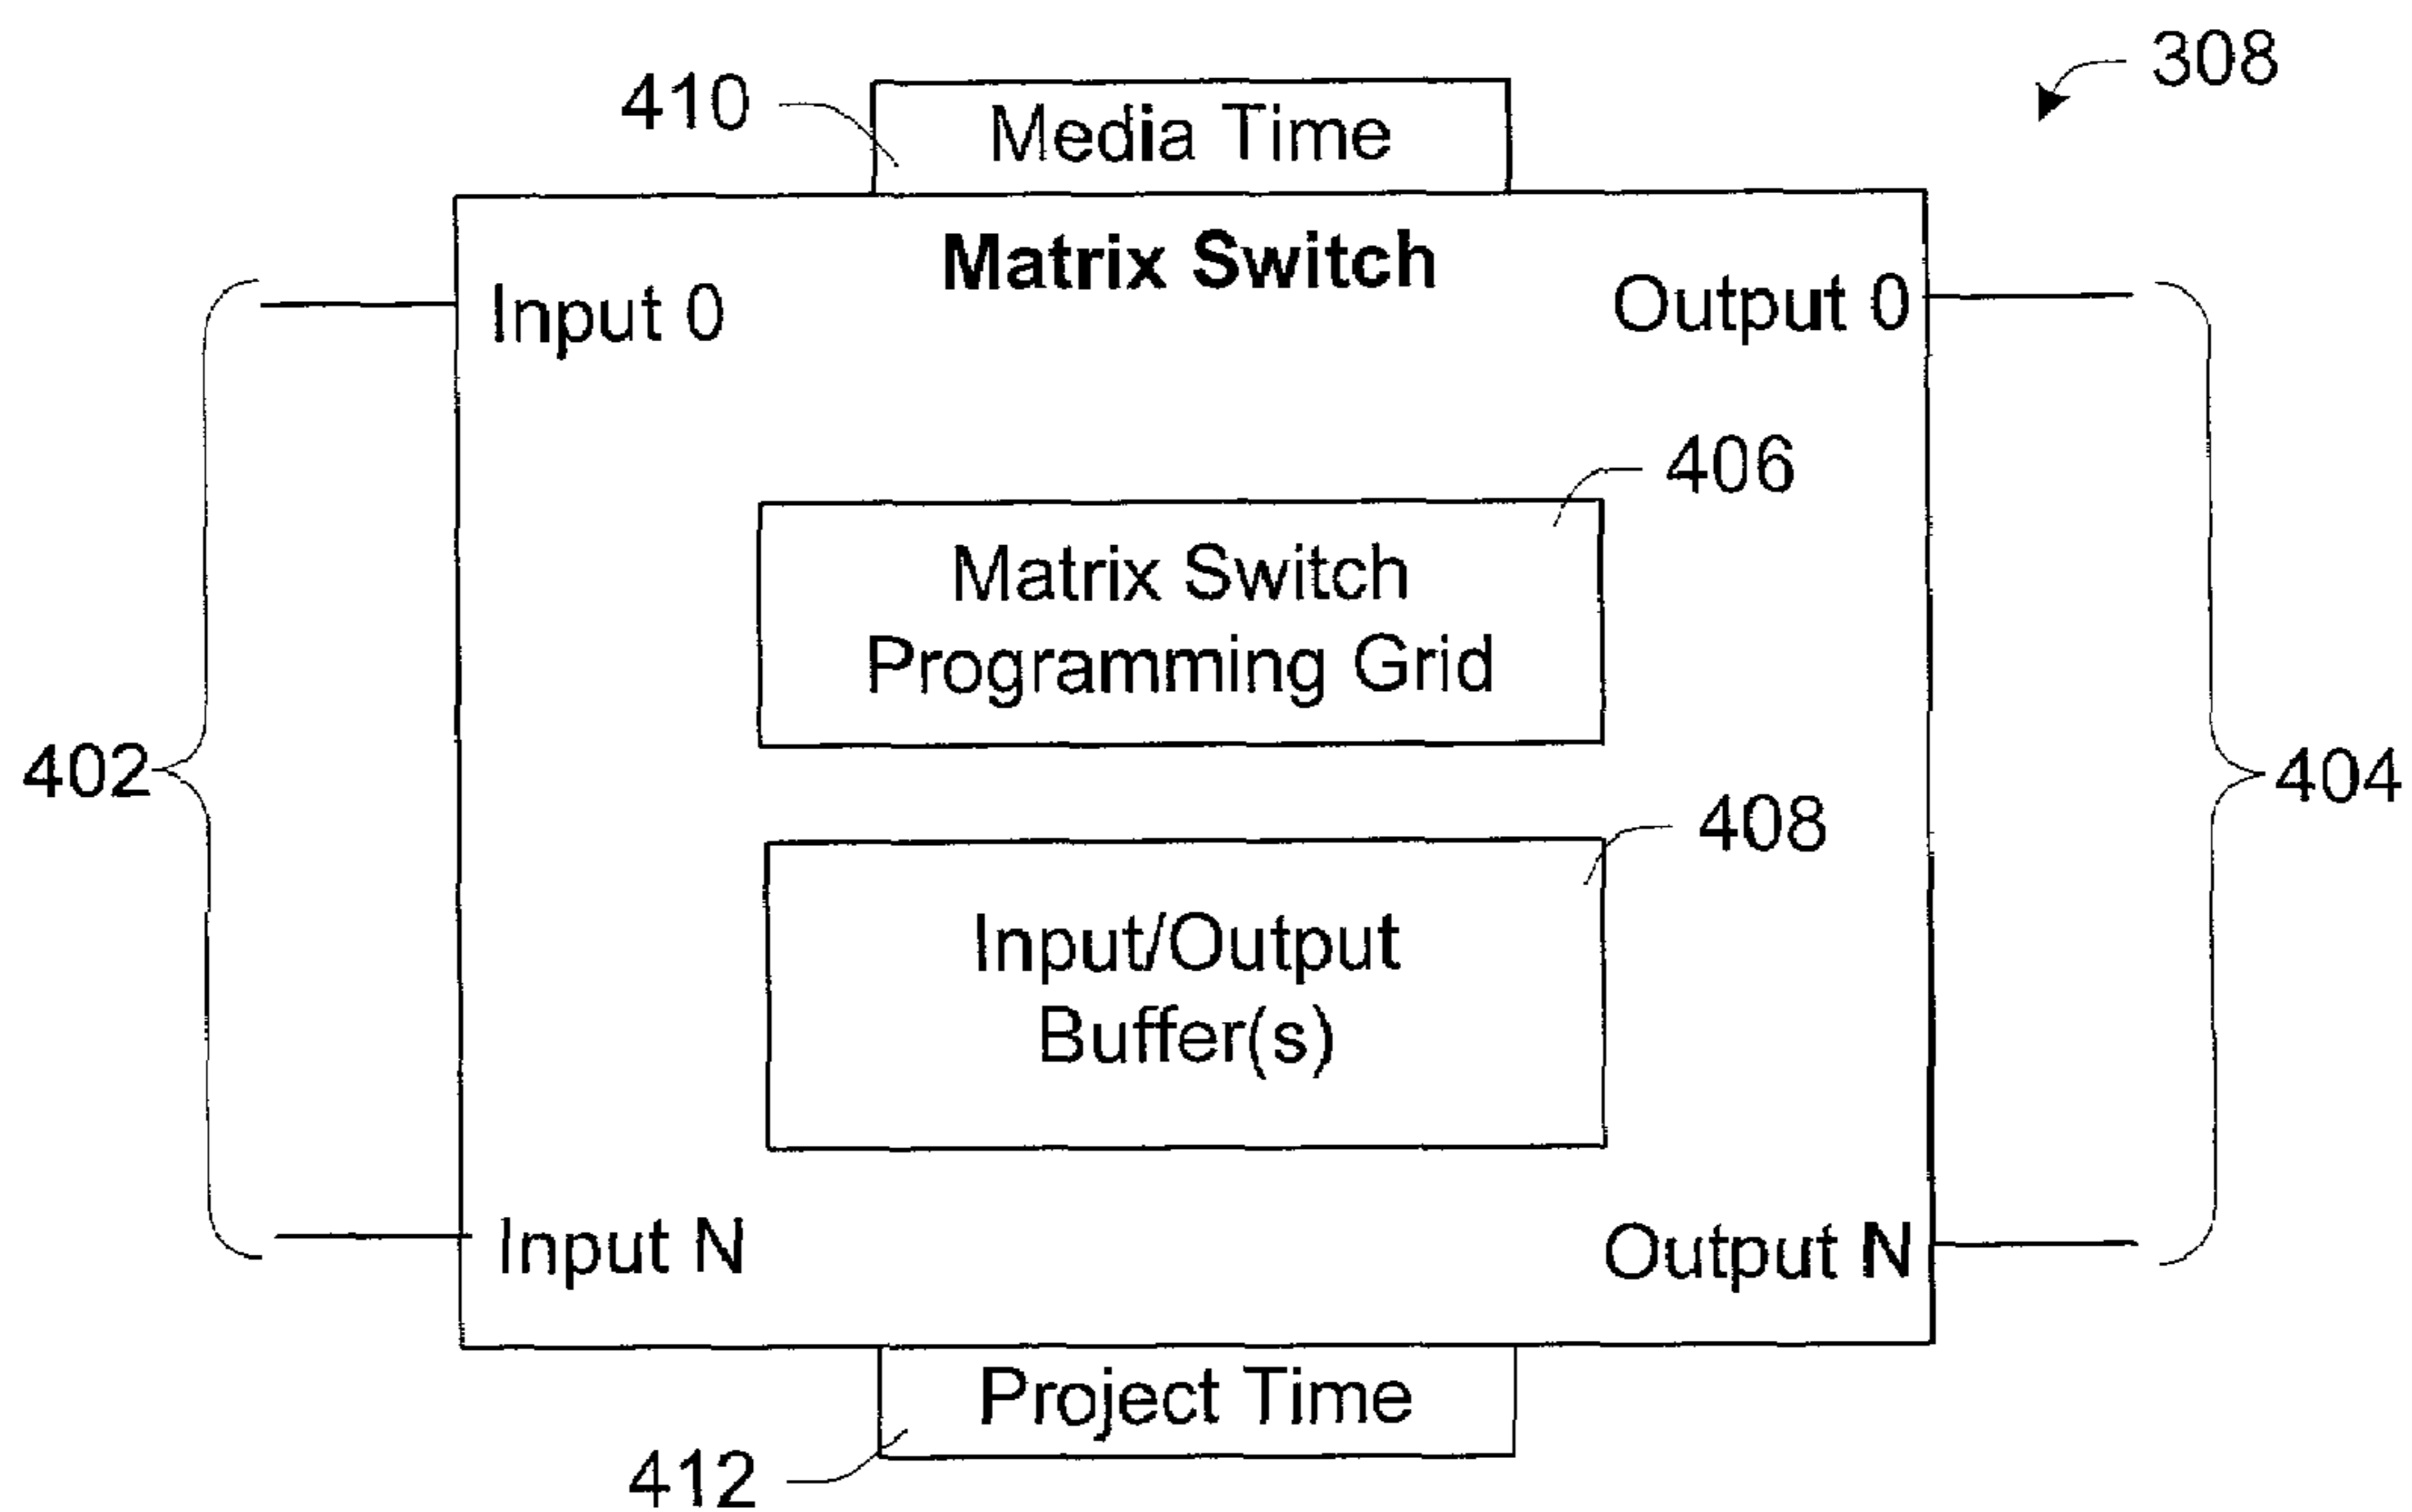 308
410
Media Time
Matrix Switch
Input 0
Output 0
406
Matrix Switch
Programming Grid
402
404
408
Input/Output
Buffer(s)
Input N
Output N
Project Time
412